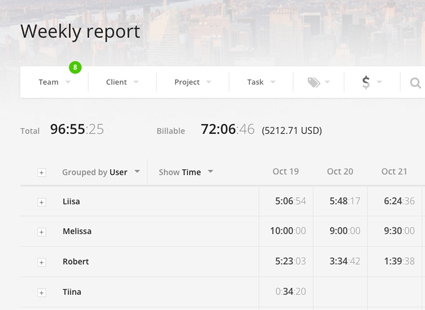 Weekly report
8
Team Client Project Task $
Total 96:55:25 Billable 72:06:46 (5212.71 USD)
Grouped by User Show Time Oct 19 Oct 20 Oct 21
Liisa 5:06:54 5:48:17 6:24:36
Melissa 10:00:00 9:00:00 9:30:00
Robert 5:23:03 3:34:42 1:39:38
Tiina 0:34:20